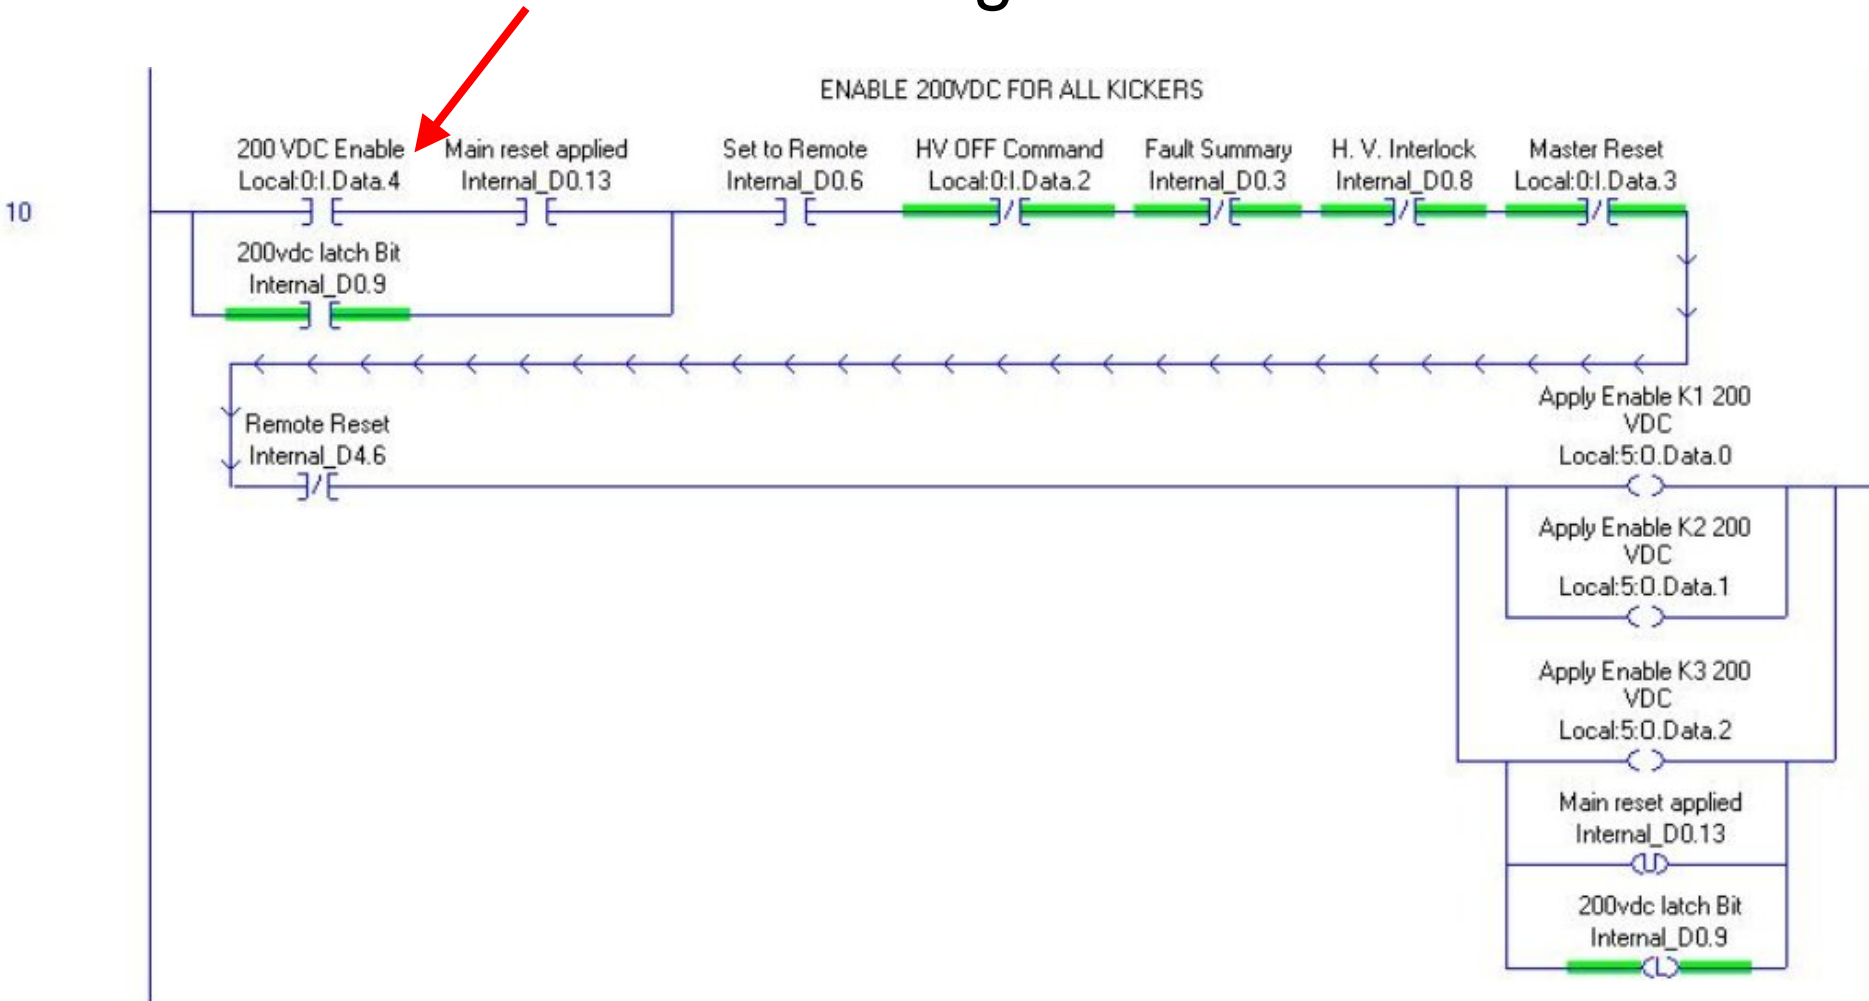 ENABLE 200VDC FOR ALL KICKERS
200 VDC Enable
Local:0:I.Data.4
Main reset applied
Internal_D0.13
Set to Remote
Internal_D0.6
HV OFF Command
Local:0:I.Data.2
Fault Summary
Internal_D0.3
H. V. Interlock
Internal_D0.8
Master Reset
Local:0:I.Data.3
10
200vdc latch Bit
Internal_D0.9
Remote Reset
Internal_D4.6
Apply Enable K1 200
VDC
Local:5:O.Data.0
Apply Enable K2 200
VDC
Local:5:O.Data.1
Apply Enable K3 200
VDC
Local:5:O.Data.2
Main reset applied
Internal_D0.13
U
200vdc latch Bit
Internal_D0.9
L